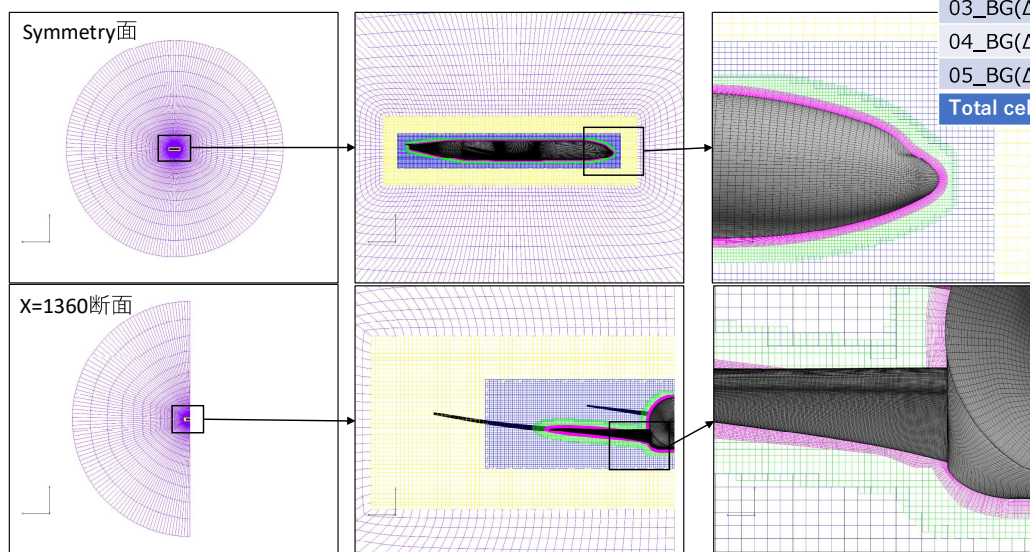 Symmetry面
X=1360断面
03_BG(
04_BG(
05_BG(
Total cel